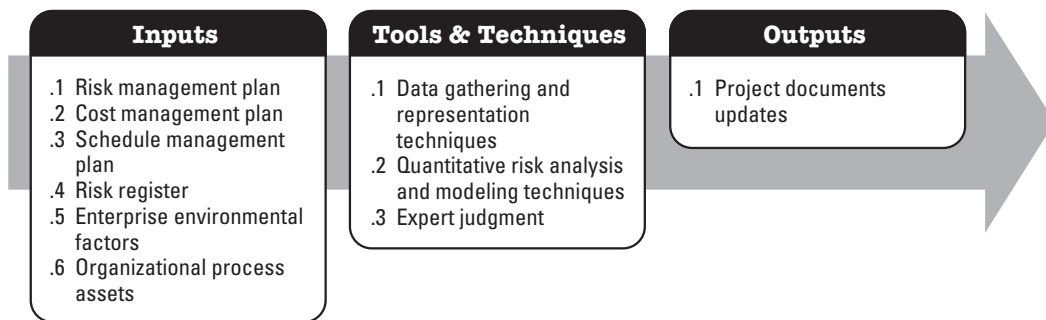 Inputs
.1 Risk management plan
.2 Cost management plan
.3 Schedule management
plan
.4 Risk register
.5 Enterprise environmental
factors
.6 Organizational process
assets
Tools & Techniques
.1 Data gathering and
representation
techniques
.2 Quantitative risk analysis
and modeling techniques
.3 Expert judgment
Outputs
.1 Project documents
updates